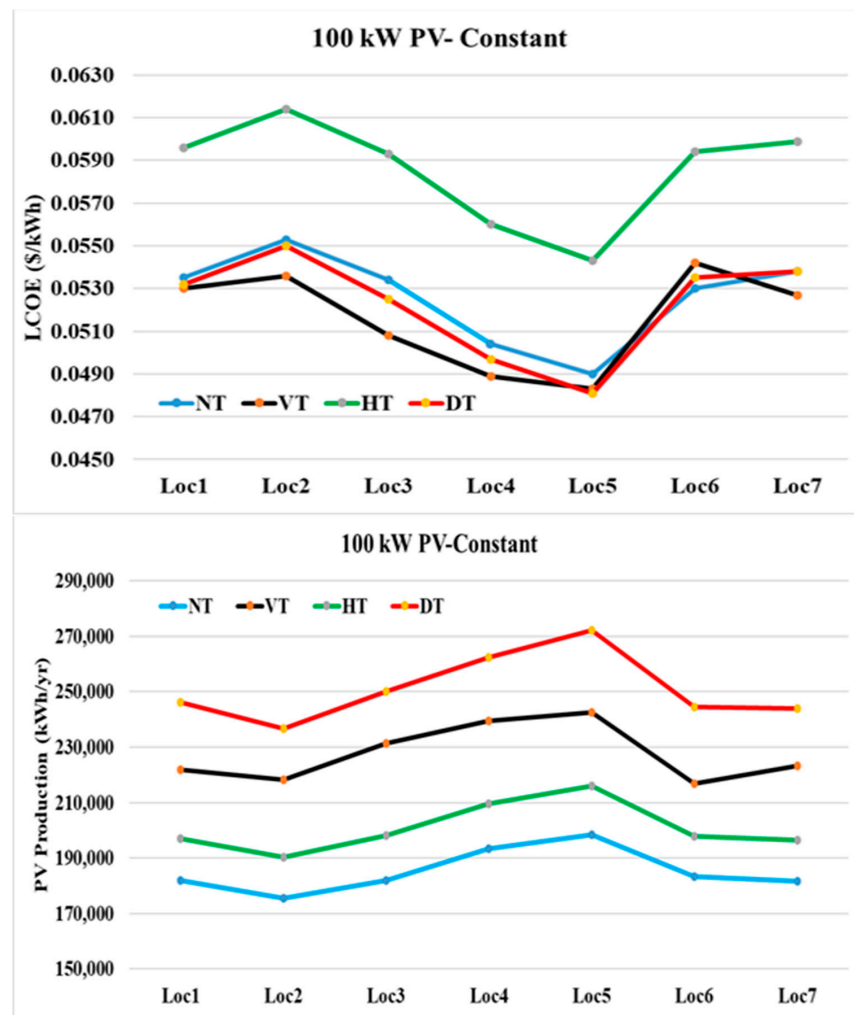 100 kW PV- Constant
LCOE ($/kWh)
0.0630
0.0610
0.0590
0.0570
0.0550
0.0530
0.0510
0.0490
0.0470
0.0450
NT VT HT DT
Loc1 Loc2 Loc3 Loc4 Loc5 Loc6 Loc7
100 kW PV-Constant
PV Production (kWh/yr)
290,000
270,000
250,000
230,000
210,000
190,000
170,000
150,000
NT VT HT DT
Loc1 Loc2 Loc3 Loc4 Loc5 Loc6 Loc7